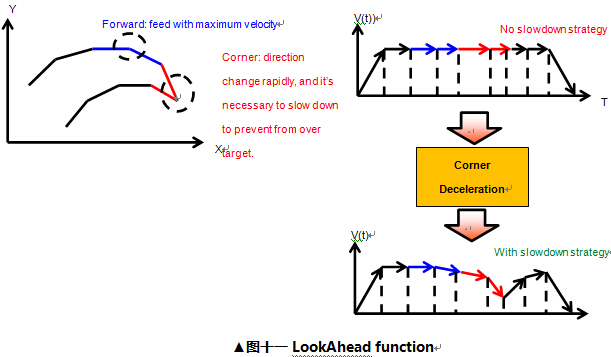 Y
Forward: feed with maximum velocity
Corner: direction
change rapidly, and it's
necessary to slow down
to prevent from over
target.
X
V(t))
No slowdown strategy
T
Corner
Deceleration
V(t)
With slowdown strategy
▲图十一 LookAhead function